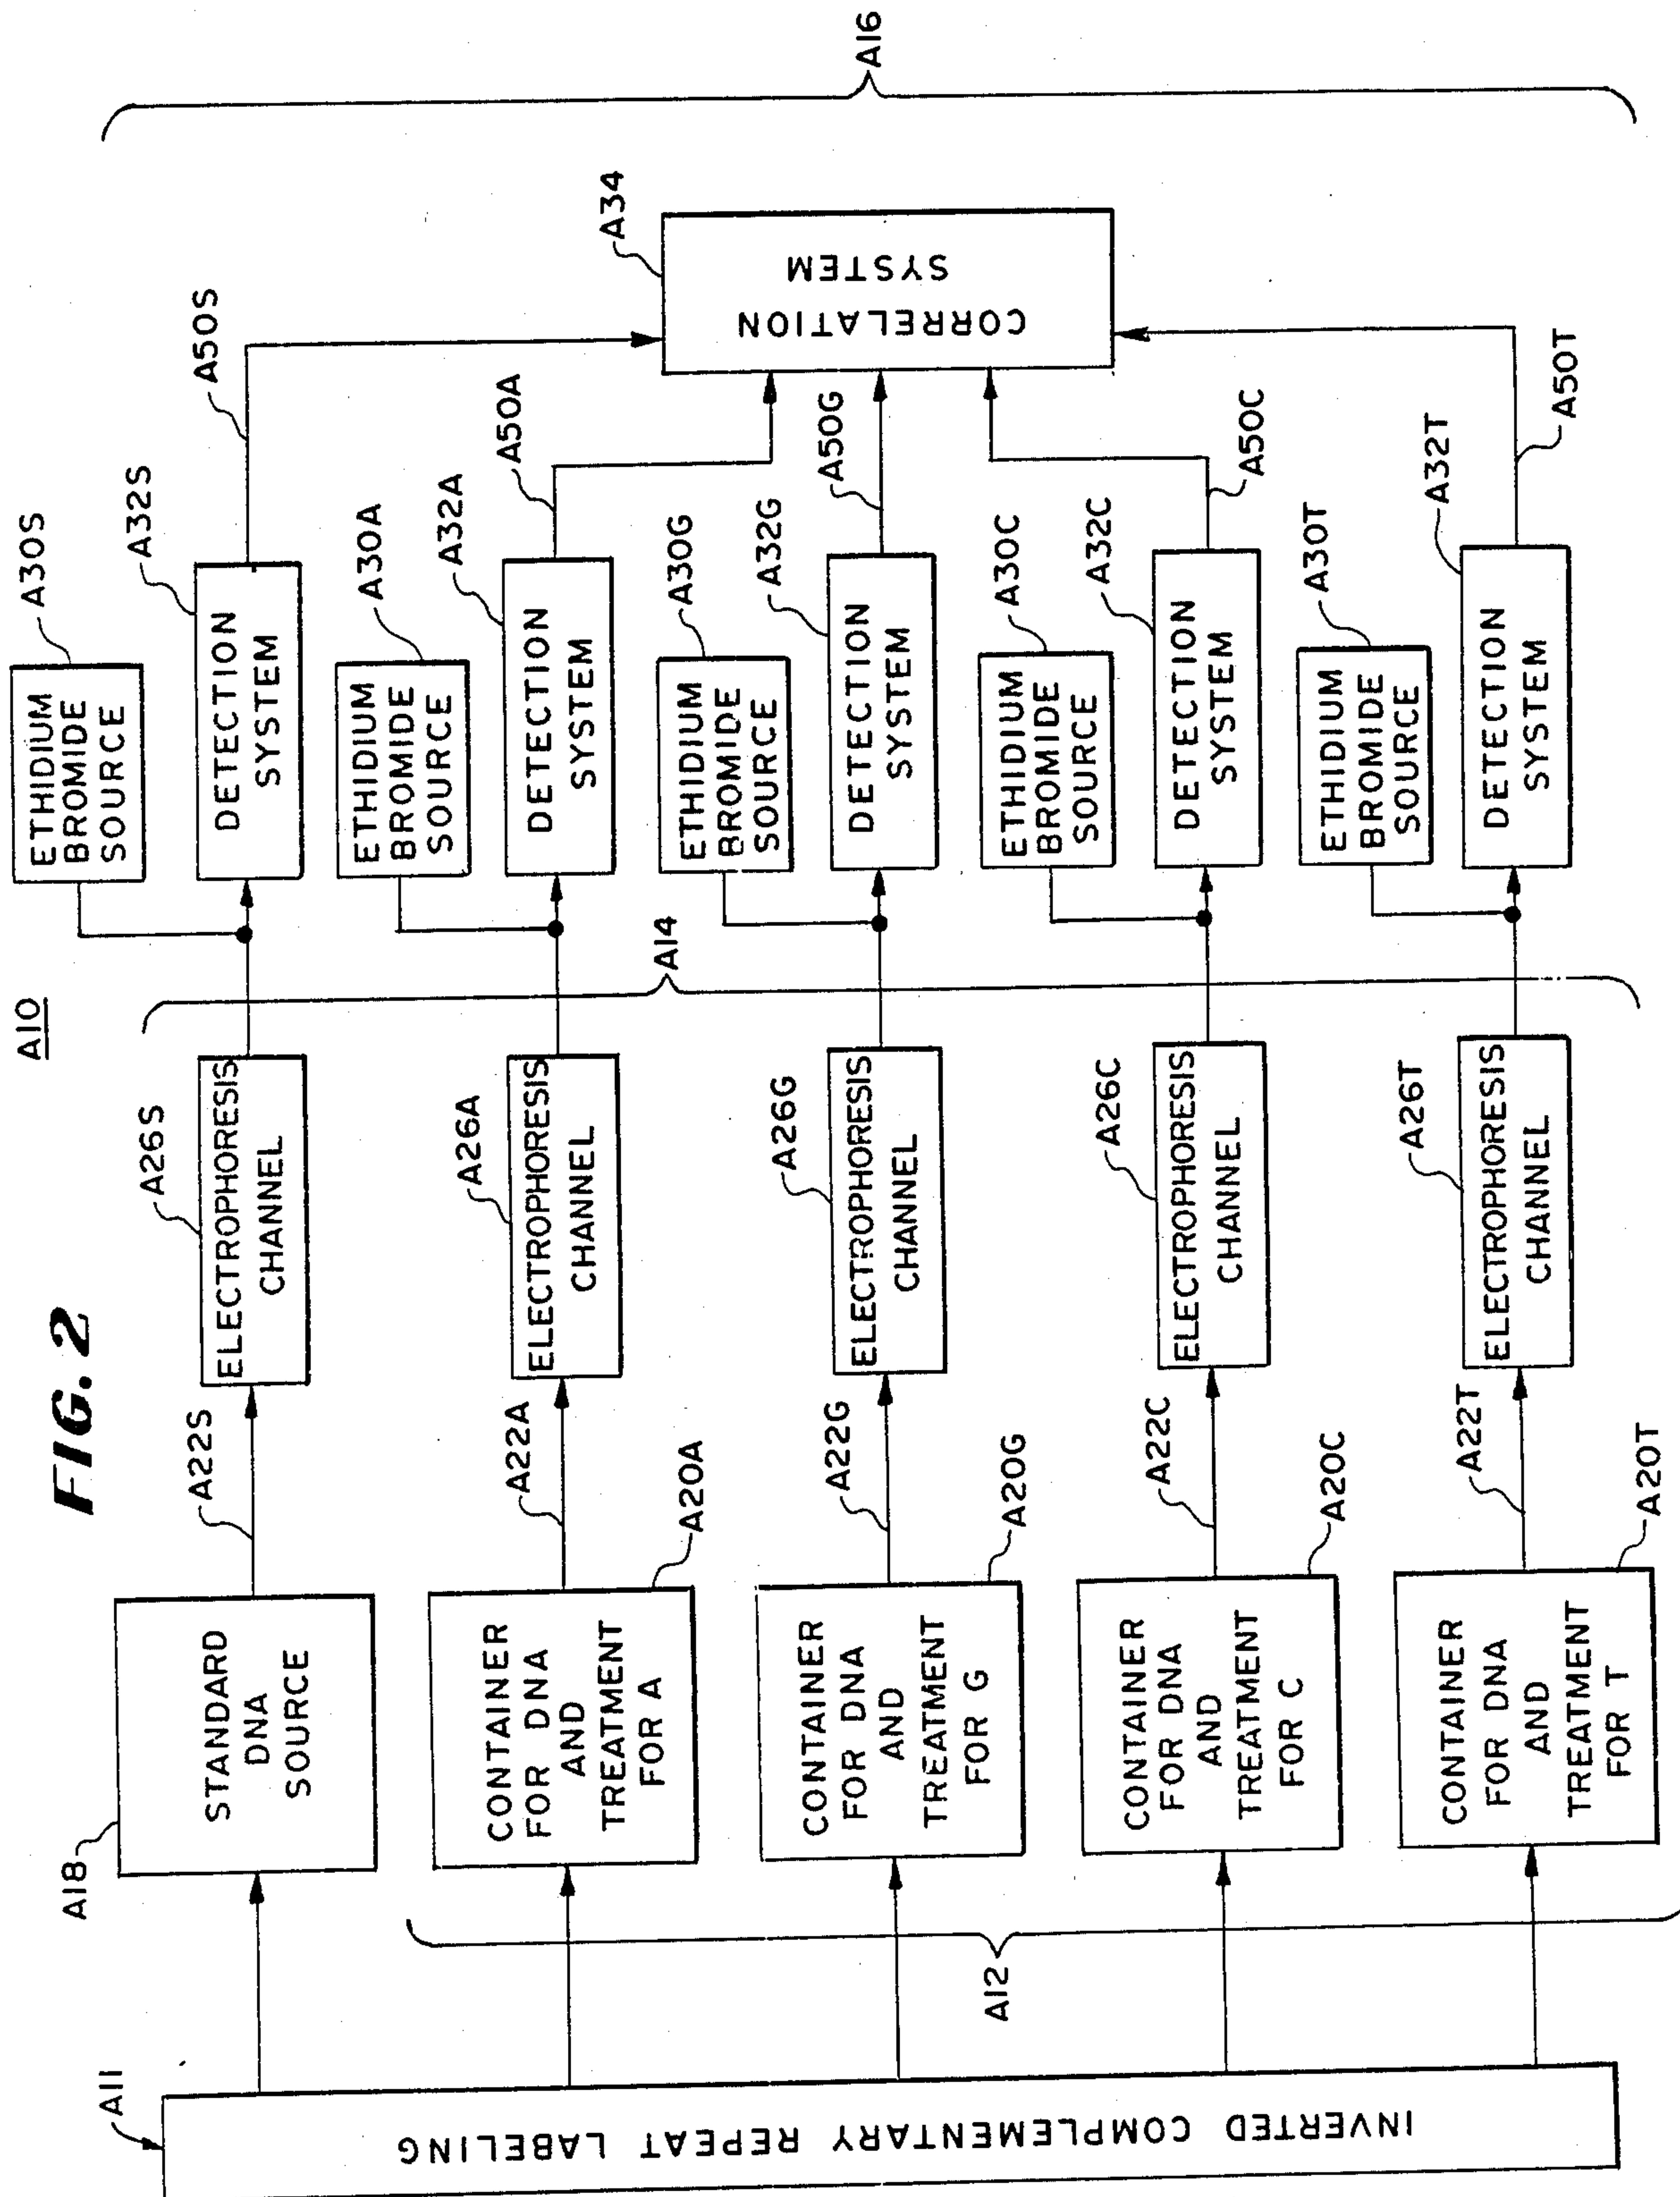 FIG. 2
A10
A11
INVERTED COMPLEMENTARY REPEAT LABELING
A12
A14
A16
A18
STANDARD
DNA
SOURCE
A22S
A26S
ELECTROPHORESIS
CHANNEL
A30S
ETHIDIUM
BROMIDE
SOURCE
A32S
DETECTION
SYSTEM
A50S
CONTAINER
FOR DNA
AND
TREATMENT
FOR A
A20A
A22A
A26A
ELECTROPHORESIS
CHANNEL
A30A
ETHIDIUM
BROMIDE
SOURCE
A32A
DETECTION
SYSTEM
A50A
CONTAINER
FOR DNA
AND
TREATMENT
FOR G
A20G
A22G
A26G
ELECTROPHORESIS
CHANNEL
A30G
ETHIDIUM
BROMIDE
SOURCE
A32G
DETECTION
SYSTEM
A50G
CONTAINER
FOR DNA
AND
TREATMENT
FOR C
A20C
A22C
A26C
ELECTROPHORESIS
CHANNEL
A30C
ETHIDIUM
BROMIDE
SOURCE
A32C
DETECTION
SYSTEM
A50C
CONTAINER
FOR DNA
AND
TREATMENT
FOR T
A20T
A22T
A26T
ELECTROPHORESIS
CHANNEL
A30T
ETHIDIUM
BROMIDE
SOURCE
A32T
DETECTION
SYSTEM
A50T
A34
CORRELATION
SYSTEM